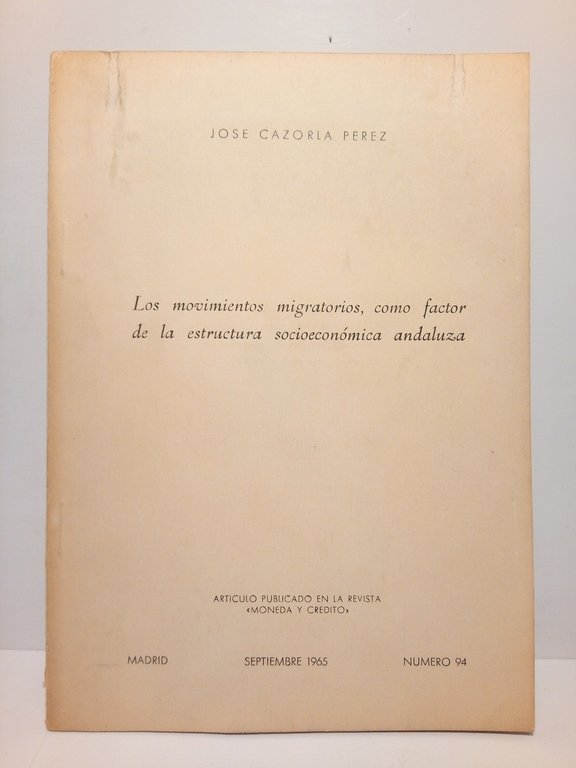 JOSE CAZORLA PEREZ
Los movimientos migratorios, como factor
de la estructura socioeconómica andaluza
ARTICULO PUBLICADO EN LA REVISTA
«MONEDA Y CREDITO»
MADRID SEPTIEMBRE 1965 NUMERO 94